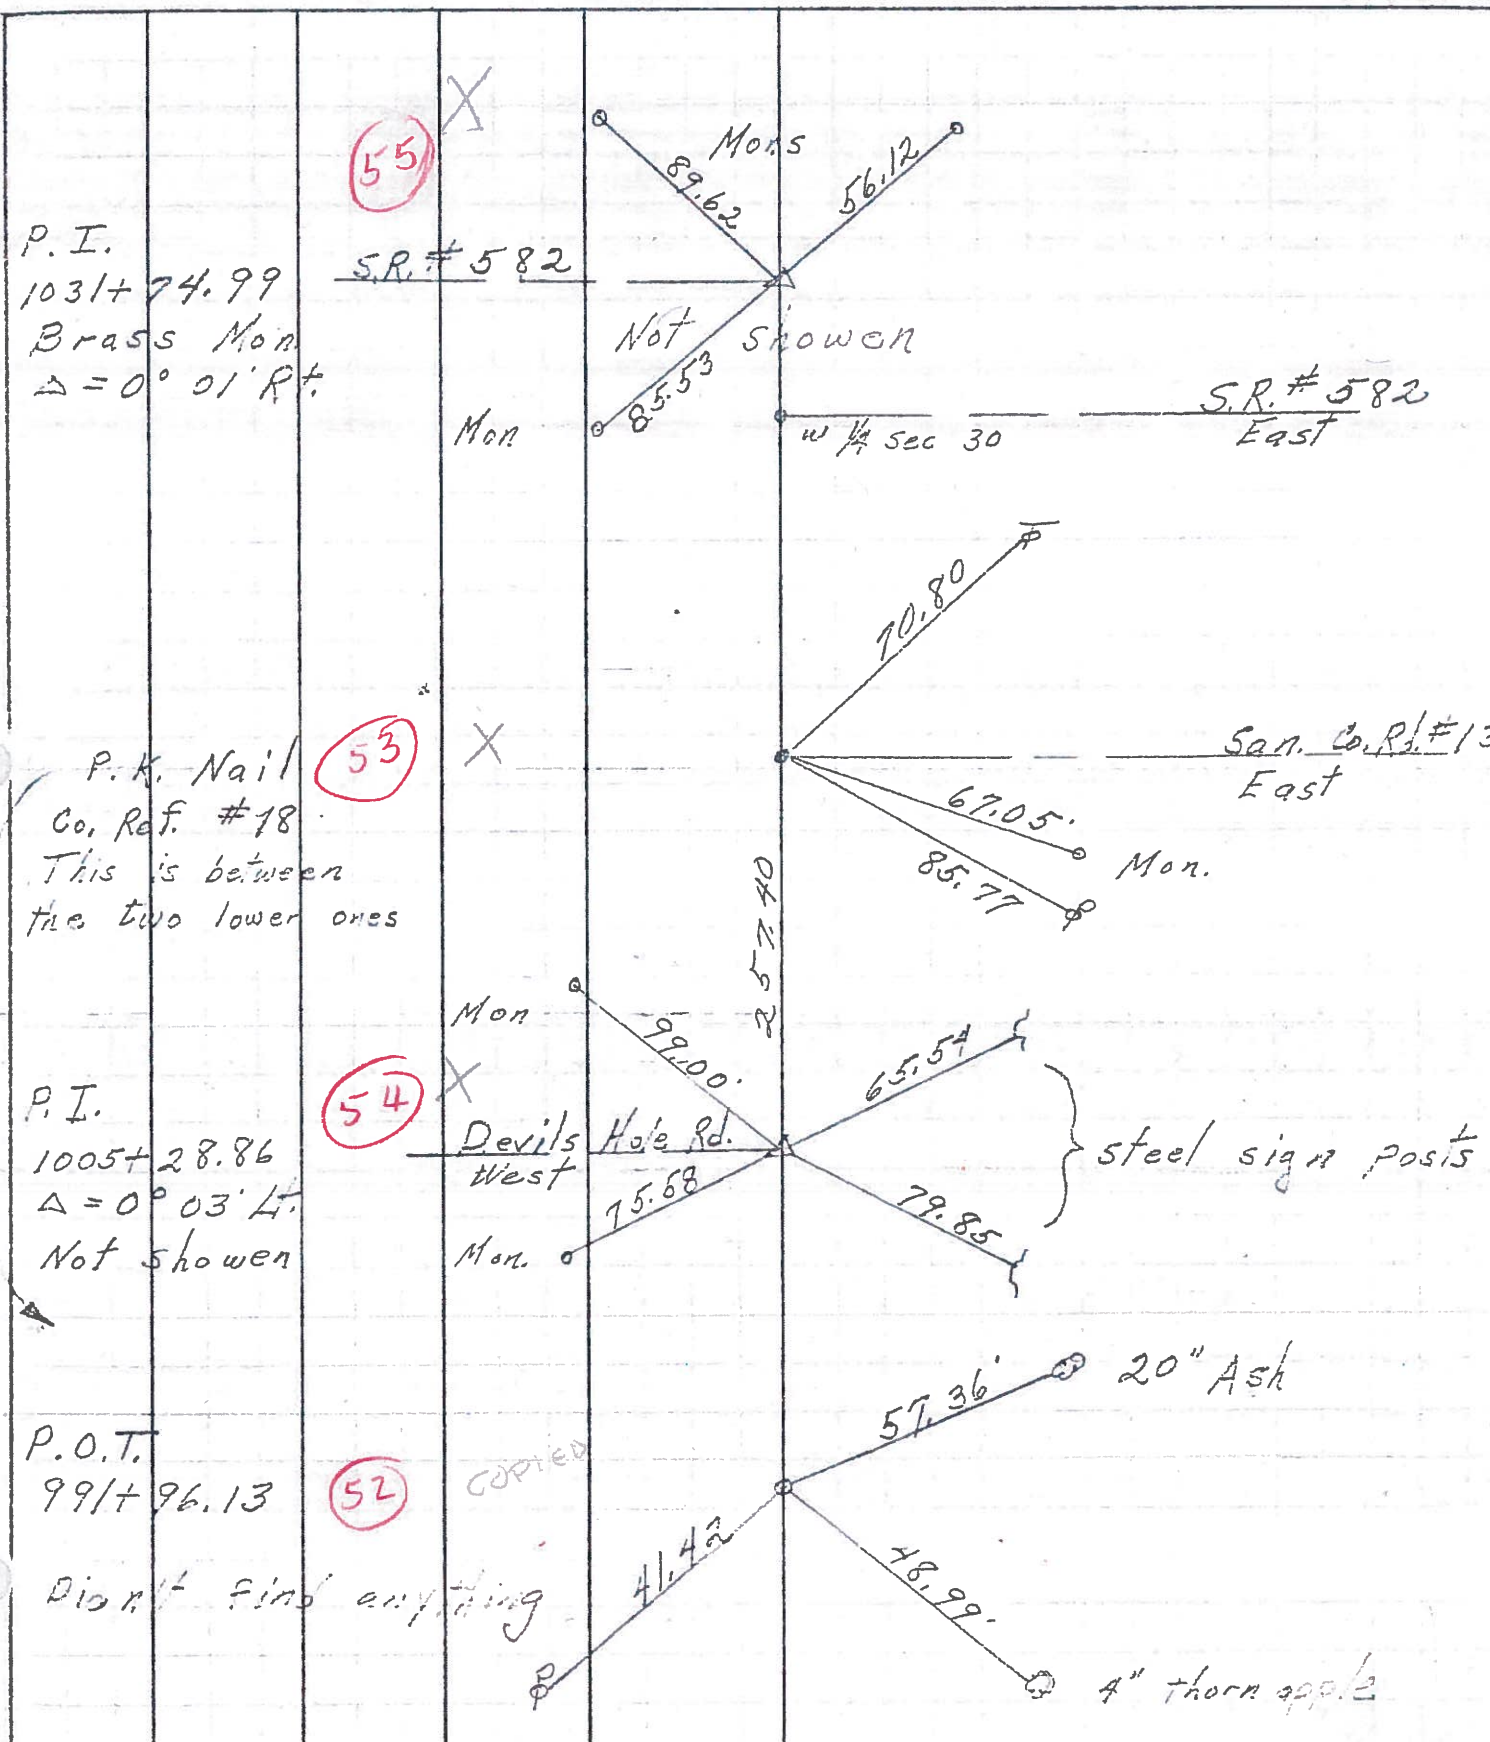 X
55
Mons
89.62
56.12
P. I.
1031+74.99
Brass Mon
Δ = 0° 01' Rt.
S.R. # 582
Not Showen
85.53
Mon
S.R. # 582
East
W 1/4 Sec 30
70.80
P. K. Nail
Co. Ref. #18
This is between
the two lower ones
53
X
San. Co. Rd. #13
East
67.05'
Mon.
85.77
2557.40
Mon
99.00'
65.54
P. I.
1005+28.86
Δ = 0° 03' Lt.
Not showen
54
X
Devils Hole Rd.
West
75.58
Mon.
79.85
steel sign posts
57.36'
20" Ash
P.O.T.
991+96.13
52
COPIED
Didn't find anything
41.42
48.99'
4" thorn apple